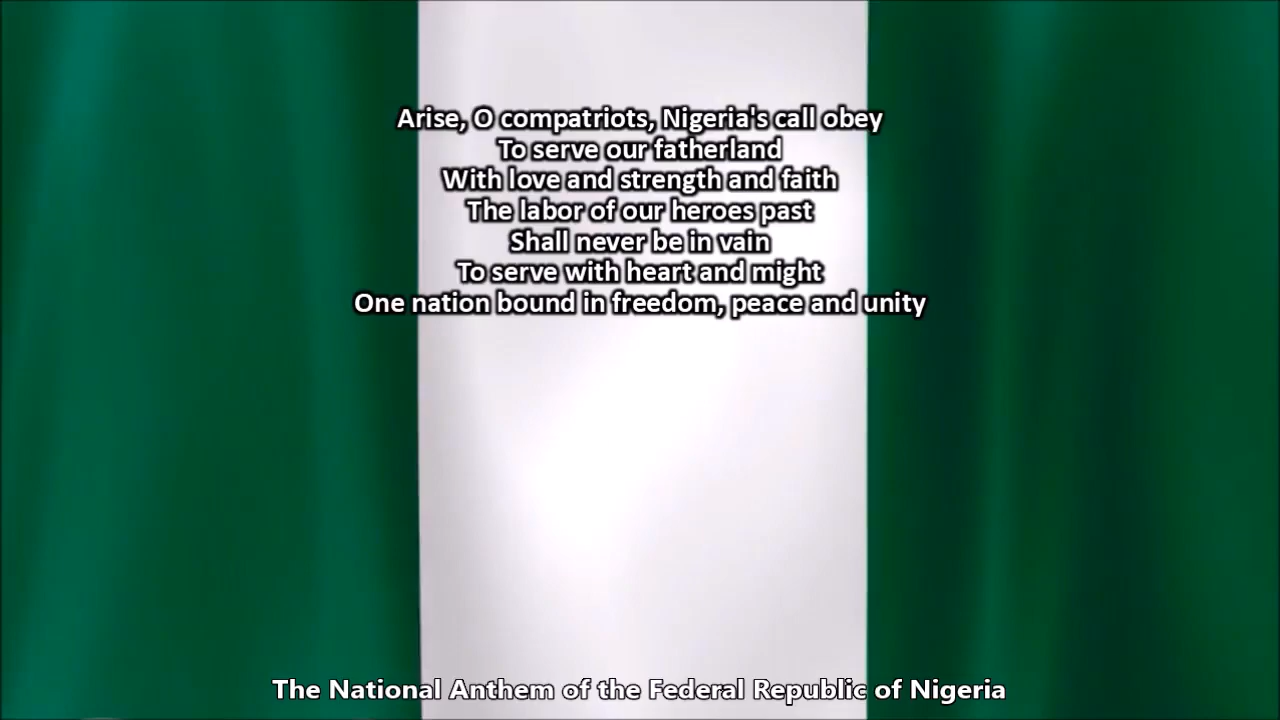 Arise, O compatriots, Nigeria's call obey
To serve our fatherland
With love and strength and faith
The labor of our heroes past
Shall never be in vain
To serve with heart and might
One nation bound in freedom, peace and unity
The National Anthem of the Federal Republic of Nigeria